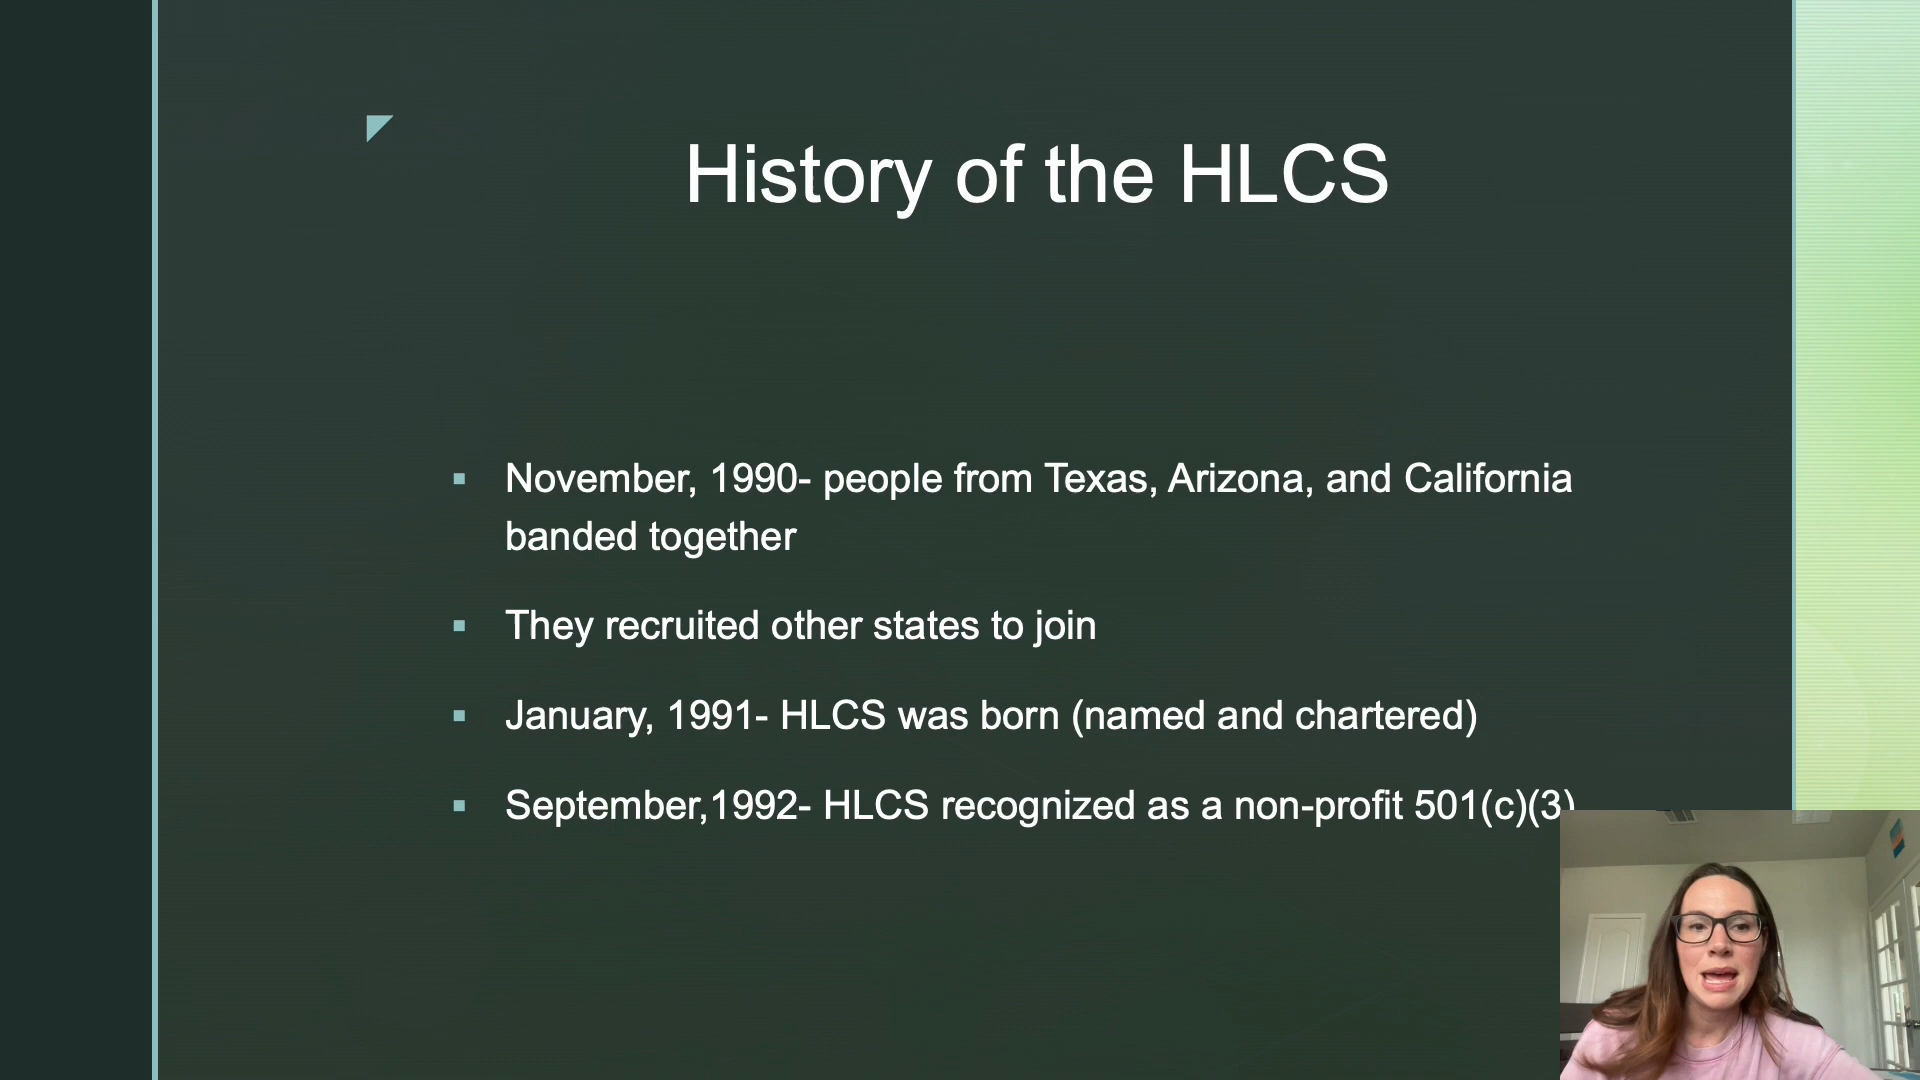 History of the HLCS
November, 1990- people from Texas, Arizona, and California
banded together
They recruited other states to join
January, 1991- HLCS was born (named and chartered)
September,1992- HLCS recognized as a non-profit 501(c)(3)